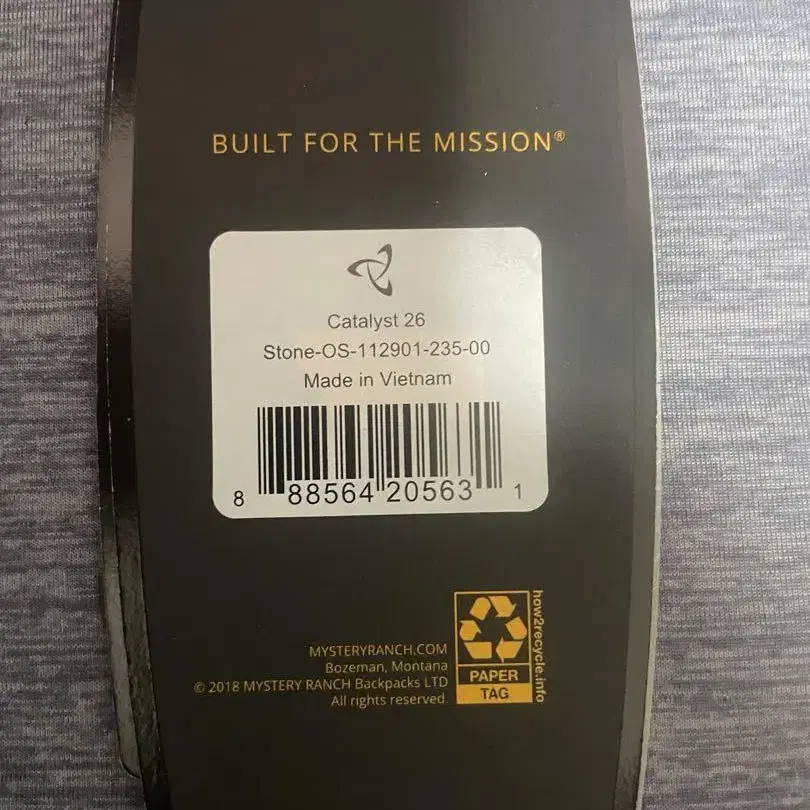 BUILT FOR THE MISSION®
Catalyst 26
Stone-OS-112901-235-00
Made in Vietnam
8 88564 20563 1
MYSTERYRANCH.COM
Bozeman, Montana
© 2018 MYSTERY RANCH Backpacks LTD
All rights reserved.
PAPER
TAG
how2recycle.info